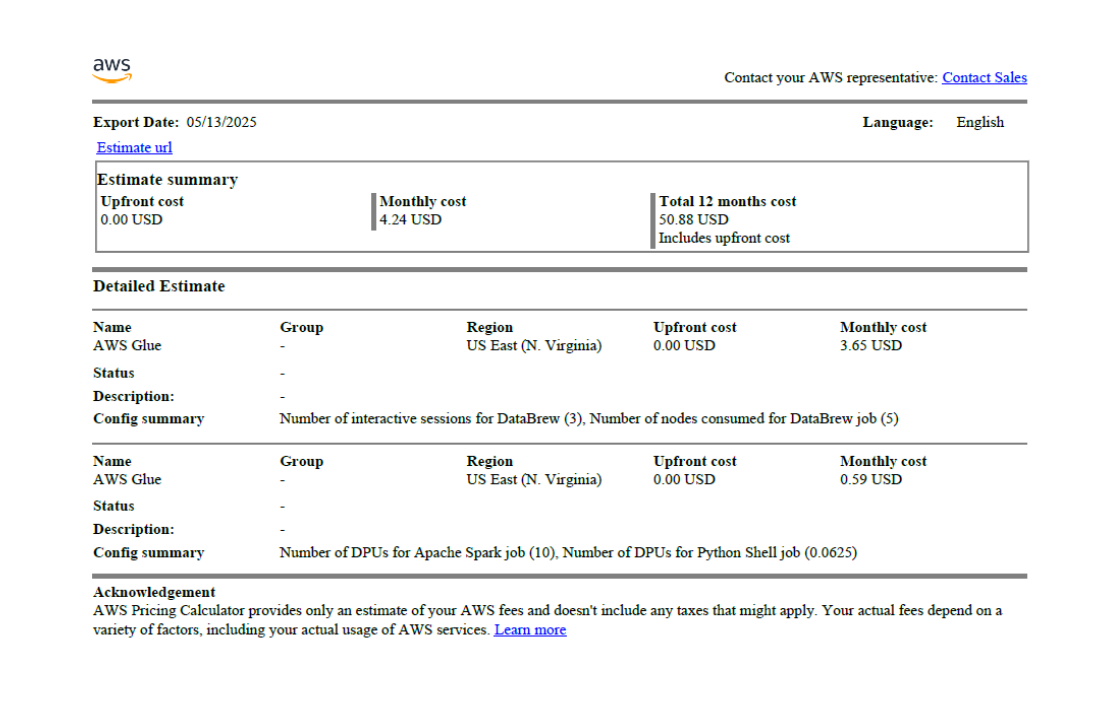 aws
Contact your AWS representative: Contact Sales
Export Date: 05/13/2025 Language: English
Estimate url
Estimate summary
Upfront cost Monthly cost Total 12 months cost
0.00 USD 4.24 USD 50.88 USD
Includes upfront cost
Detailed Estimate
Name Group Region Upfront cost Monthly cost
AWS Glue - US East (N. Virginia) 0.00 USD 3.65 USD
Status -
Description: -
Config summary Number of interactive sessions for DataBrew (3), Number of nodes consumed for DataBrew job (5)
Name Group Region Upfront cost Monthly cost
AWS Glue - US East (N. Virginia) 0.00 USD 0.59 USD
Status -
Description: -
Config summary Number of DPUs for Apache Spark job (10), Number of DPUs for Python Shell job (0.0625)
Acknowledgement
AWS Pricing Calculator provides only an estimate of your AWS fees and doesn't include any taxes that might apply. Your actual fees depend on a
variety of factors, including your actual usage of AWS services. Learn more